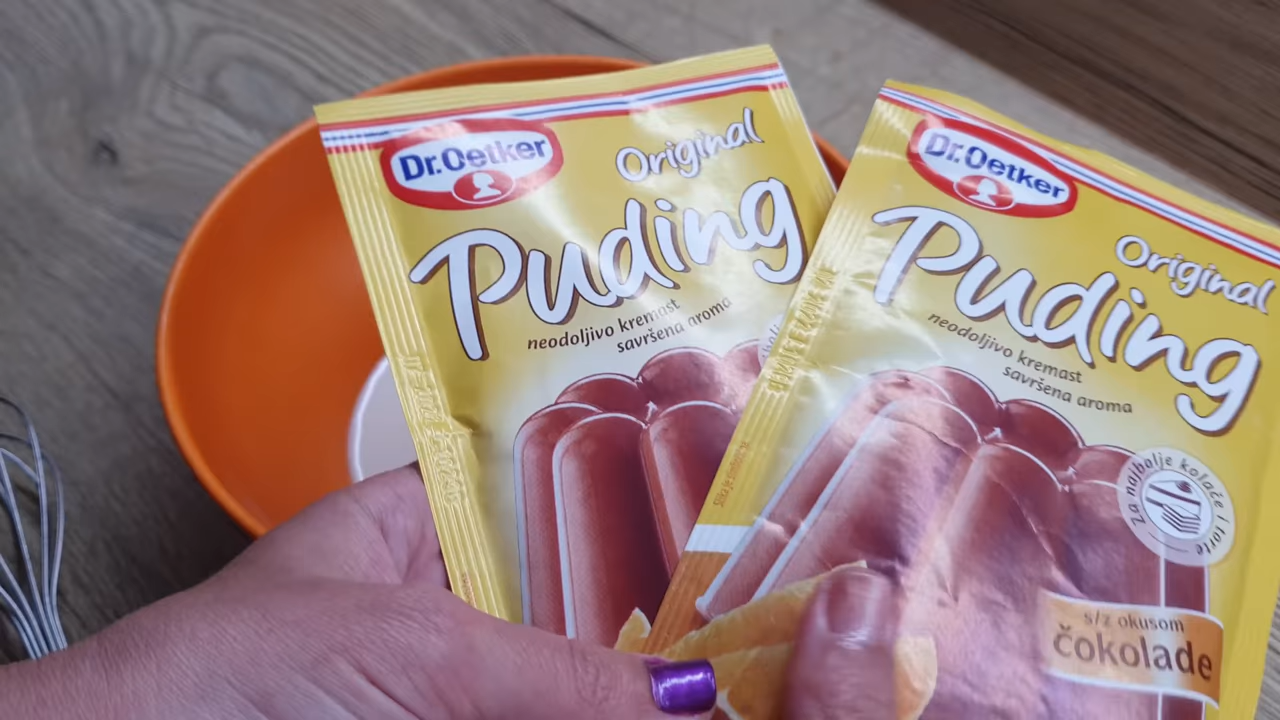 Dr.Oetker
Original
Puding
neodoljivo kremast
savršena aroma
Dr.Oetker
Original
Puding
neodoljivo kremast
savršena aroma
Za najbolje kolače i torte
s/z okusom
čokolade